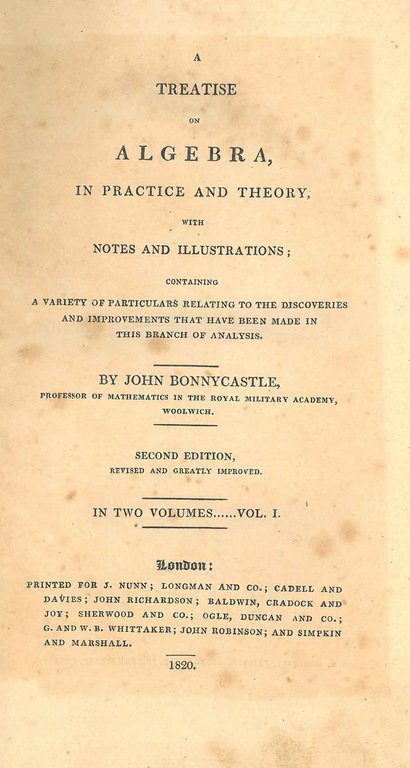 A
TREATISE
ON
ALGEBRA,
IN PRACTICE AND THEORY,
WITH
NOTES AND ILLUSTRATIONS;
CONTAINING
A VARIETY OF PARTICULARS RELATING TO THE DISCOVERIES
AND IMPROVEMENTS THAT HAVE BEEN MADE IN
THIS BRANCH OF ANALYSIS.
BY JOHN BONNYCASTLE,
PROFESSOR OF MATHEMATICS IN THE ROYAL MILITARY ACADEMY,
WOOLWICH.
SECOND EDITION,
REVISED AND GREATLY IMPROVED.
IN TWO VOLUMES......VOL. I.
London:
PRINTED FOR J. NUNN; LONGMAN AND CO.; CADELL AND
DAVIES; JOHN RICHARDSON; BALDWIN, CRADOCK AND
JOY; SHERWOOD AND CO.; OGLE, DUNCAN AND CO.;
G. AND W. B. WHITTAKER; JOHN ROBINSON; AND SIMPKIN
AND MARSHALL.
1820.